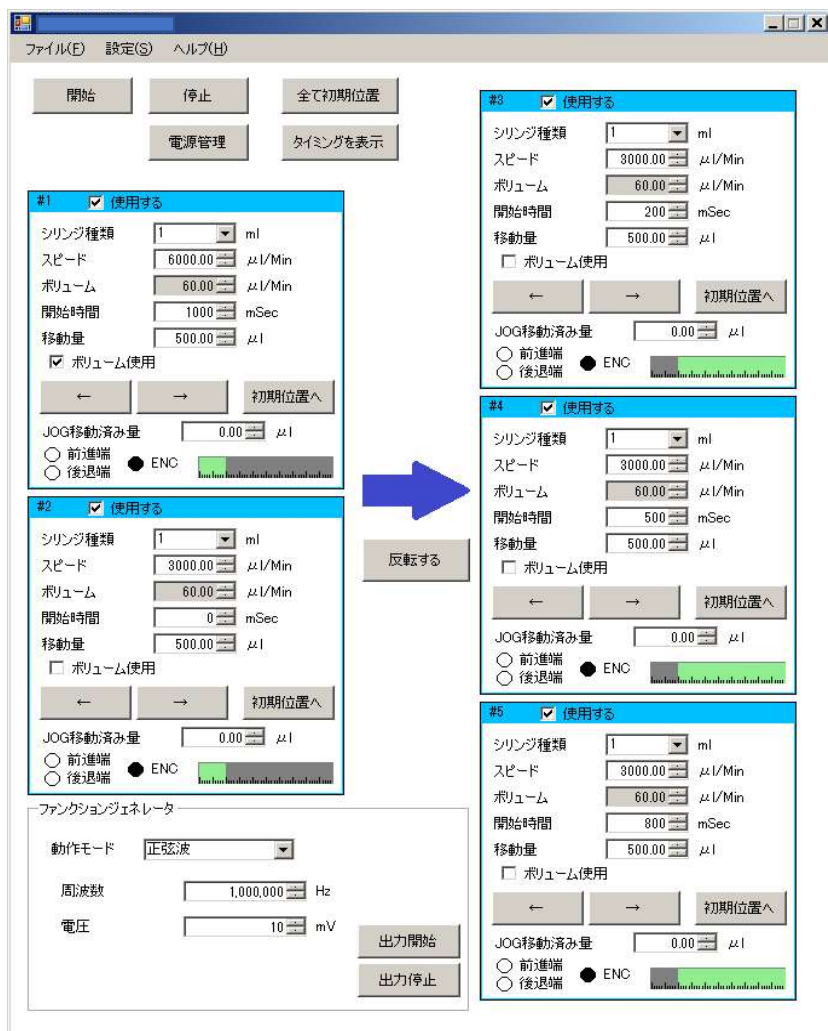 ファイル(F) 設定(S) ヘルプ(H)
開始 停止 全て初期位置
電源管理 タイミングを表示
#1 使用する
シリンジ種類 1 ml
スピード 6000.00 μl/Min
ボリューム 60.00 μl/Min
開始時間 1000 mSec
移動量 500.00 μl
ボリューム使用
← → 初期位置へ
JOG移動済み量 0.00 μl
前進端
後退端
ENC
#2 使用する
シリンジ種類 1 ml
スピード 3000.00 μl/Min
ボリューム 60.00 μl/Min
開始時間 0 mSec
移動量 500.00 μl
ボリューム使用
← → 初期位置へ
JOG移動済み量 0.00 μl
前進端
後退端
ENC
ファンクションジェネレータ
動作モード 正弦波
周波数 1,000,000 Hz
電圧 10 mV
出力開始
出力停止
反転する
#3 使用する
シリンジ種類 1 ml
スピード 3000.00 μl/Min
ボリューム 60.00 μl/Min
開始時間 200 mSec
移動量 500.00 μl
ボリューム使用
← → 初期位置へ
JOG移動済み量 0.00 μl
前進端
後退端
ENC
#4 使用する
シリンジ種類 1 ml
スピード 3000.00 μl/Min
ボリューム 60.00 μl/Min
開始時間 500 mSec
移動量 500.00 μl
ボリューム使用
← → 初期位置へ
JOG移動済み量 0.00 μl
前進端
後退端
ENC
#5 使用する
シリンジ種類 1 ml
スピード 3000.00 μl/Min
ボリューム 60.00 μl/Min
開始時間 800 mSec
移動量 500.00 μl
ボリューム使用
← → 初期位置へ
JOG移動済み量 0.00 μl
前進端
後退端
ENC